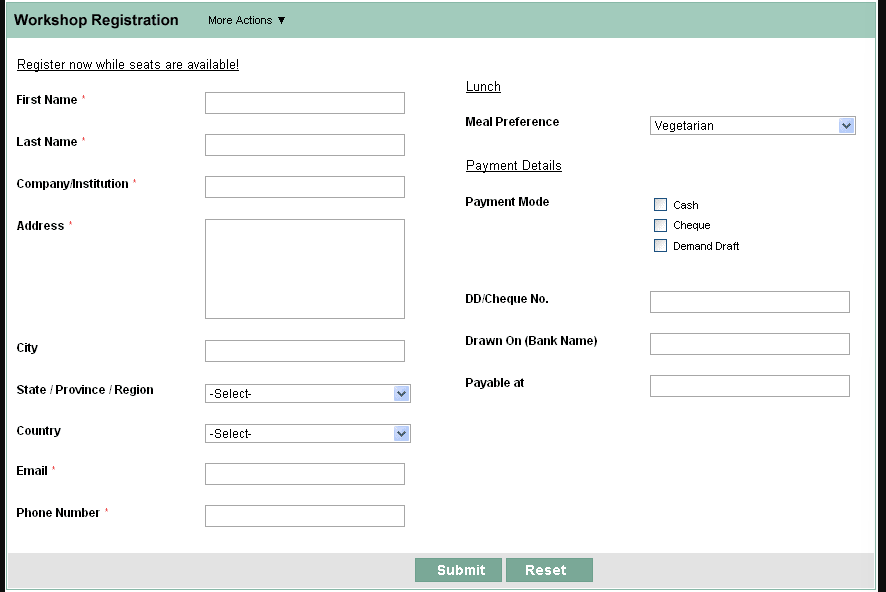 Workshop Registration More Actions ▼
Register now while seats are available!
First Name *
Last Name *
Company/Institution *
Address *
City
State / Province / Region -Select-
Country -Select-
Email *
Phone Number *
Lunch
Meal Preference Vegetarian
Payment Details
Payment Mode Cash
Cheque
Demand Draft
DD/Cheque No.
Drawn On (Bank Name)
Payable at
Submit Reset